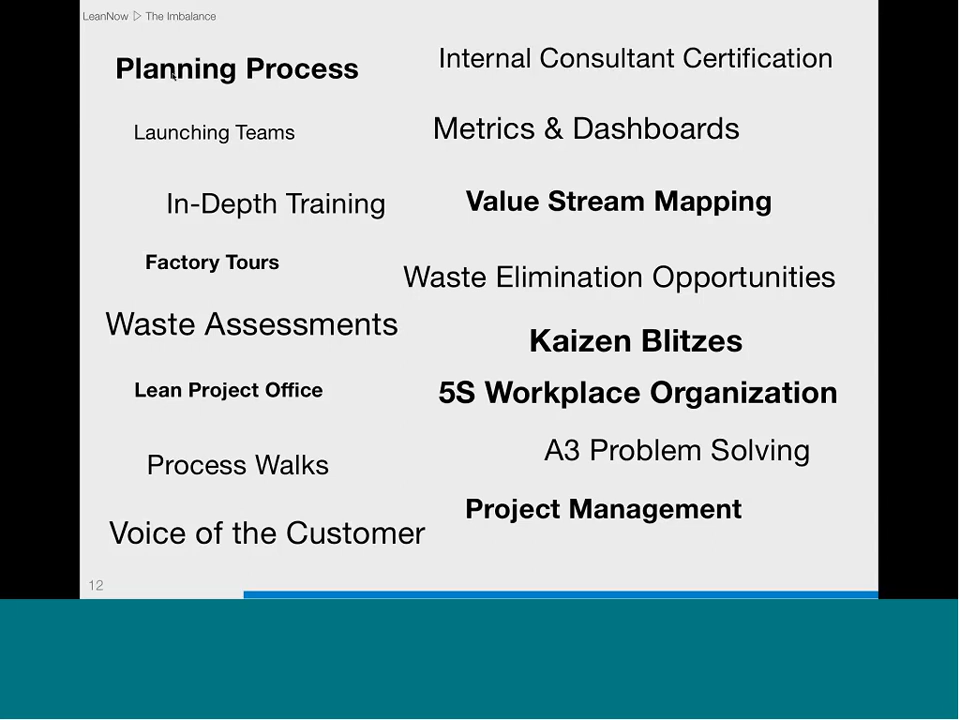 LeanNow ▷ The Imbalance
Planning Process
Internal Consultant Certification
Launching Teams
Metrics & Dashboards
In-Depth Training
Value Stream Mapping
Factory Tours
Waste Elimination Opportunities
Waste Assessments
Kaizen Blitzes
Lean Project Office
5S Workplace Organization
A3 Problem Solving
Process Walks
Project Management
Voice of the Customer
12